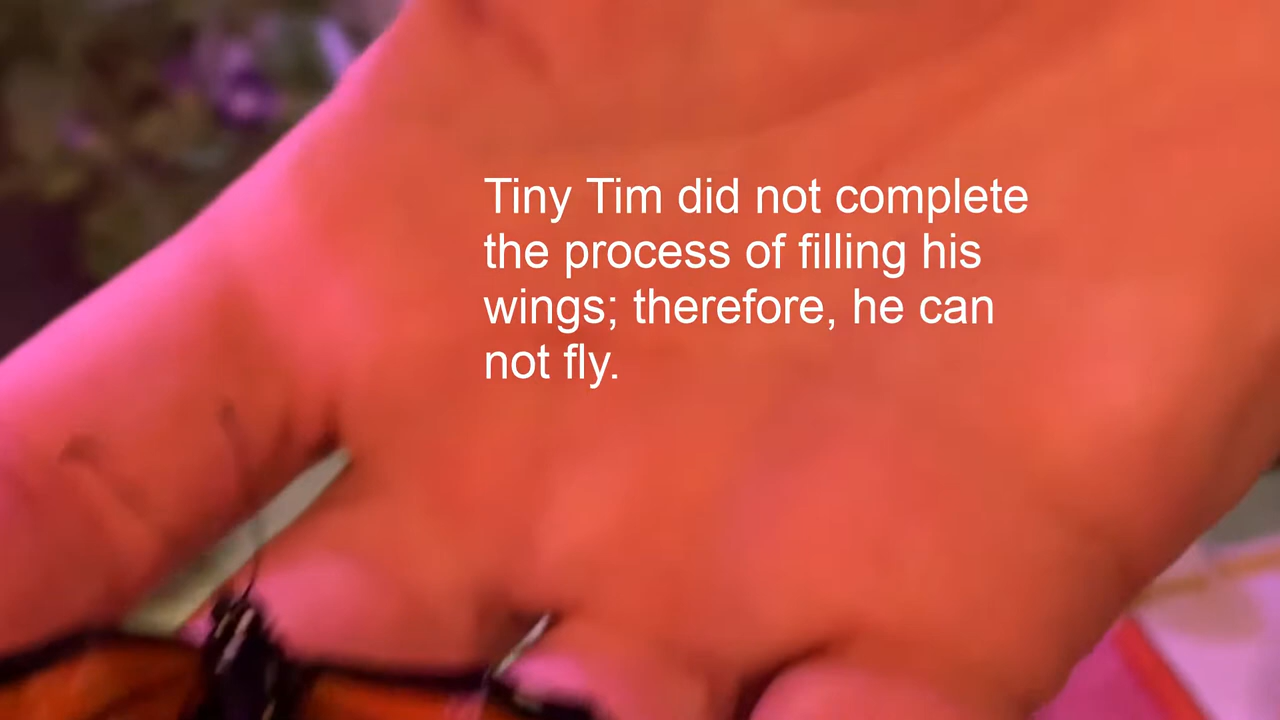 Tiny Tim did not complete
the process of filling his
wings; therefore, he can
not fly.